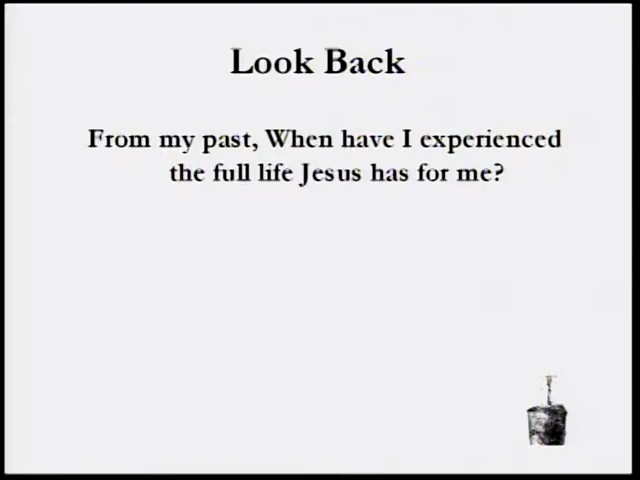 Look Back
From my past, When have I experienced
the full life Jesus has for me?